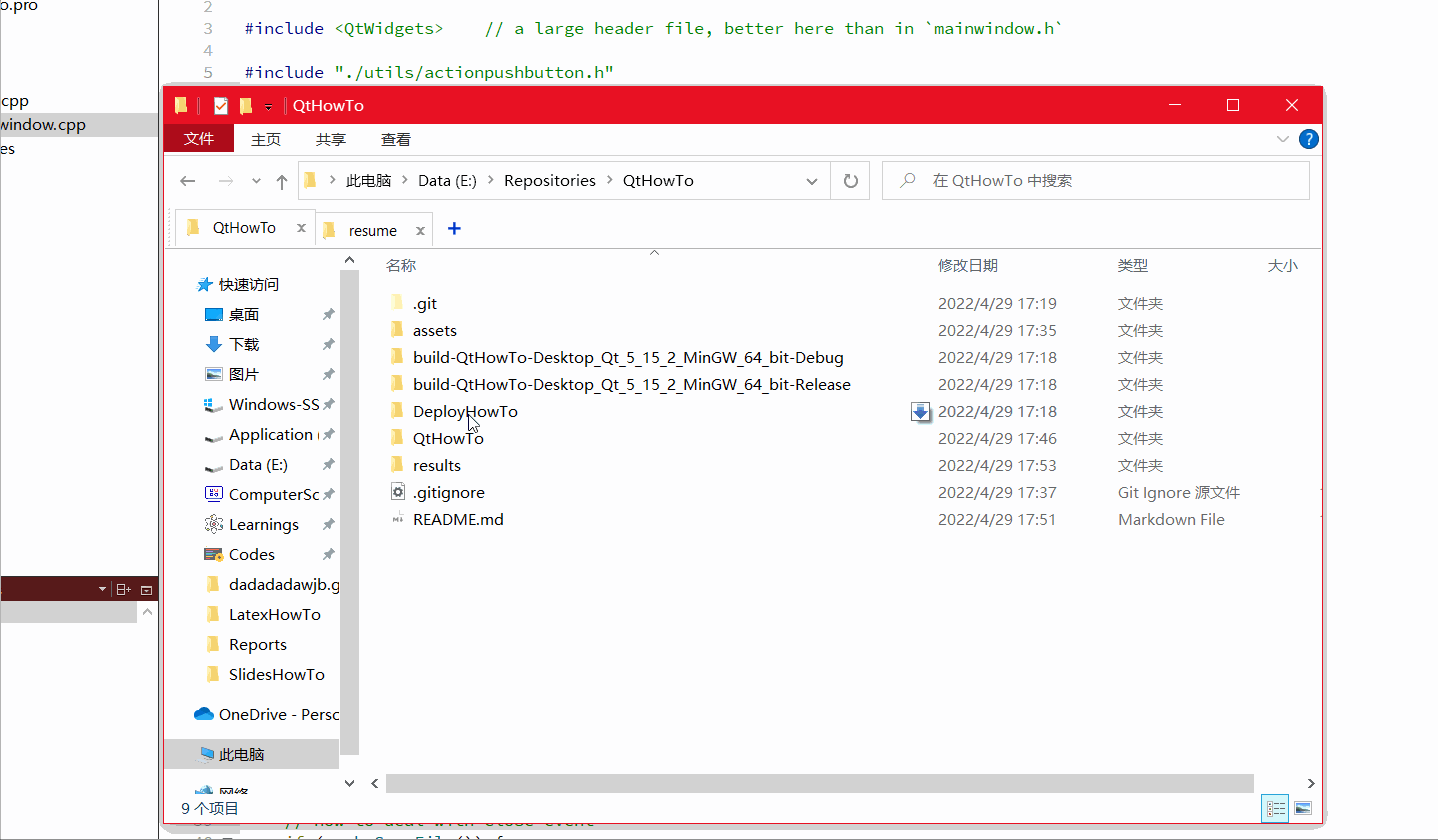 o.pro
cpp
window.cpp
es
2
3 #include <QtWidgets> // a large header file, better here than in `mainwindow.h`
4
5 #include "./utils/actionpushbutton.h"
QtHowTo
文件 主页 共享 查看
此电脑 Data (E:) Repositories QtHowTo
在 QtHowTo 中搜索
QtHowTo x resume x +
快速访问
桌面
下载
图片
Windows-SS
Application
Data (E:)
ComputerSc
Learnings
Codes
dadadadawjb.g
LatexHowTo
Reports
SlidesHowTo
OneDrive - Perso
此电脑
网络
名称 修改日期 类型 大小
.git 2022/4/29 17:19 文件夹
assets 2022/4/29 17:35 文件夹
build-QtHowTo-Desktop_Qt_5_15_2_MinGW_64_bit-Debug 2022/4/29 17:18 文件夹
build-QtHowTo-Desktop_Qt_5_15_2_MinGW_64_bit-Release 2022/4/29 17:18 文件夹
DeployHowTo 2022/4/29 17:18 文件夹
QtHowTo 2022/4/29 17:46 文件夹
results 2022/4/29 17:53 文件夹
.gitignore 2022/4/29 17:37 Git Ignore 源文件
README.md 2022/4/29 17:51 Markdown File
9 个项目